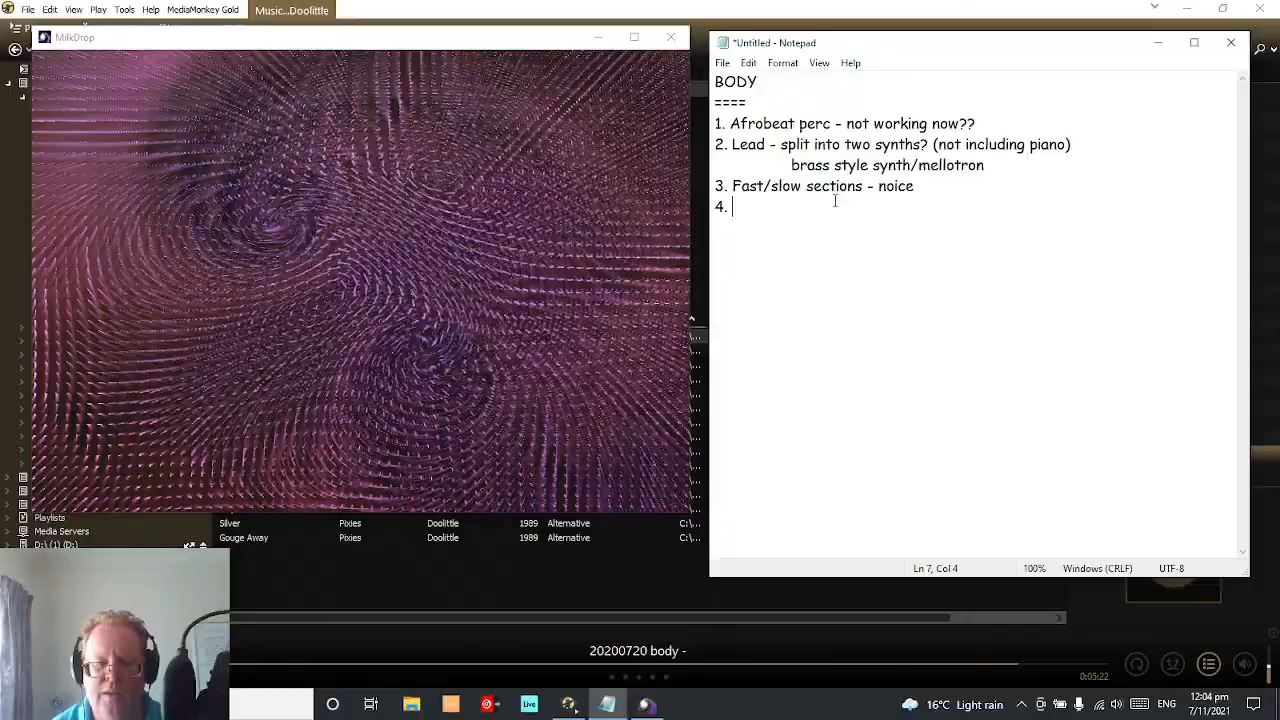 File Edit View Play Tools Help MediaMonkey Gold Music...Doolittle
MilkDrop
*Untitled - Notepad
File Edit Format View Help
BODY
====
1. Afrobeat perc - not working now??
2. Lead - split into two synths? (not including piano)
brass style synth/mellotron
3. Fast/slow sections - noice
4.
Ln 7, Col 4 100% Windows (CRLF) UTF-8
Playlists
Media Servers
D:\ (1) (D:)
Silver Pixies Doolittle 1989 Alternative C:\...
Gouge Away Pixies Doolittle 1989 Alternative C:\...
20200720 body -
0:05:22
Live
16°C Light rain
ENG
12:04 pm
7/11/2021